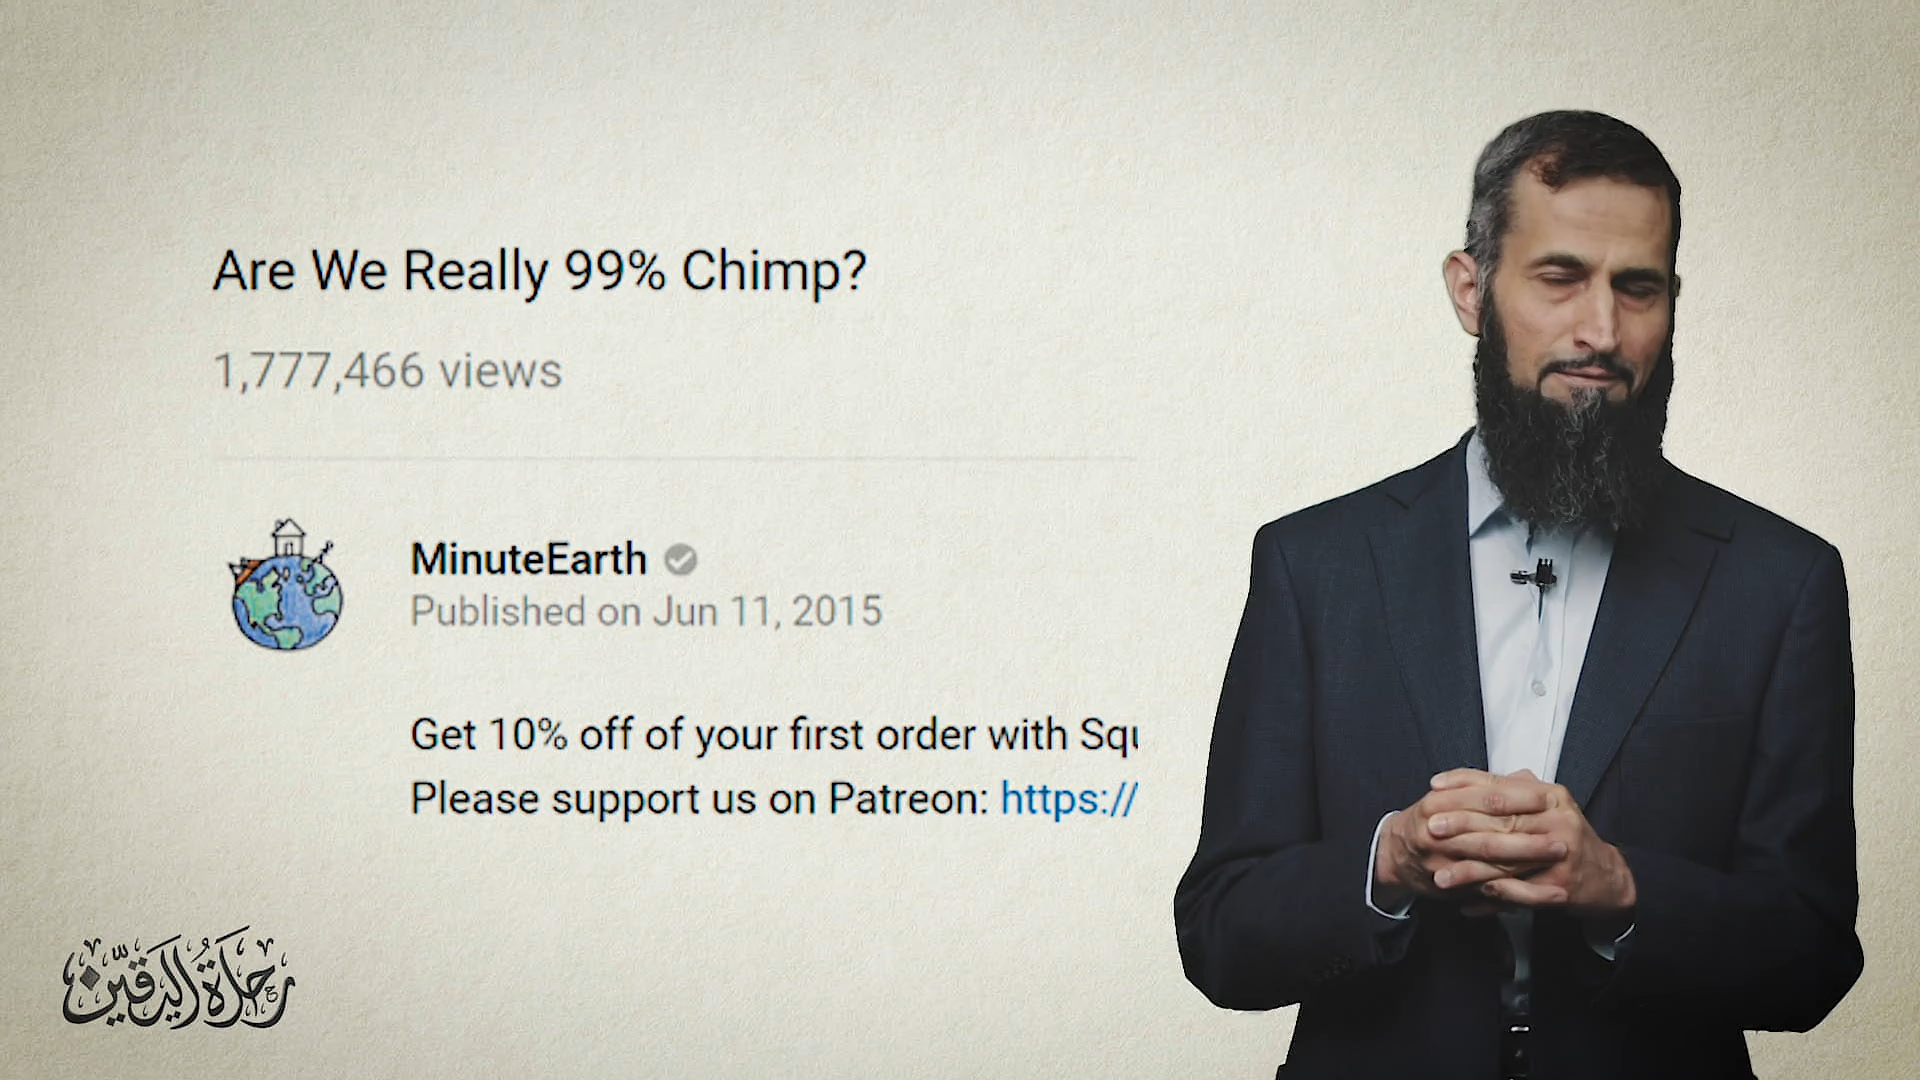 Are We Really 99% Chimp?
1,777,466 views
MinuteEarth
Published on Jun 11, 2015
Get 10% off of your first order with Squ
Please support us on Patreon: https://
رحلة اليقين